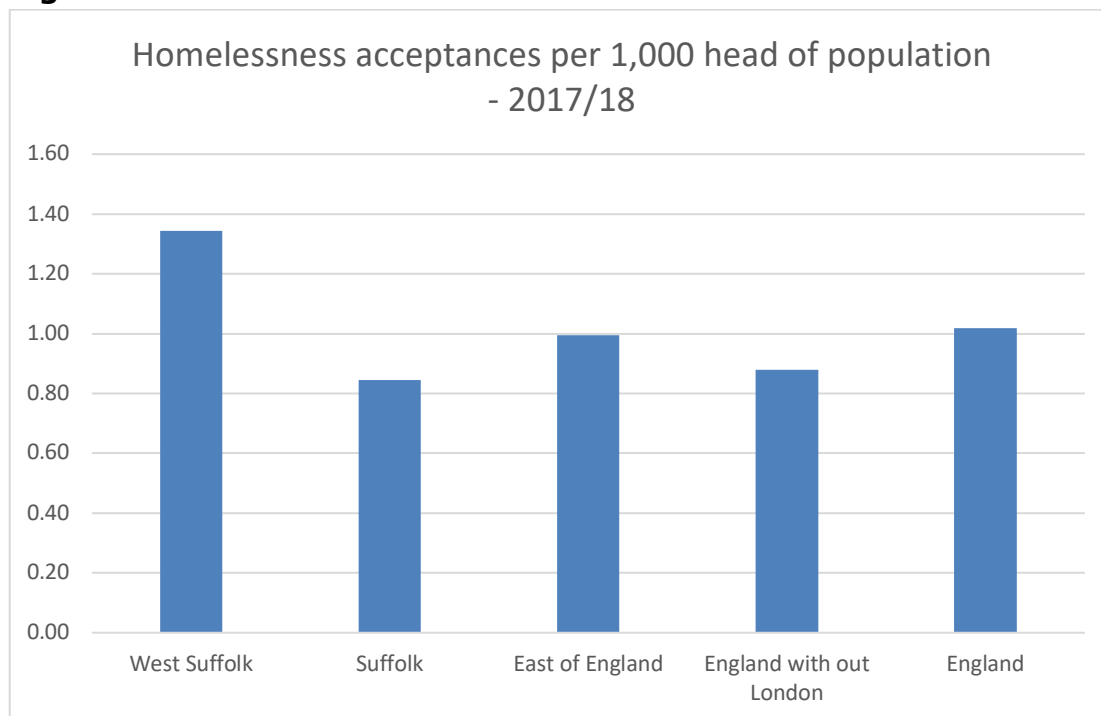 Homelessness acceptances per 1,000 head of population
- 2017/18
1.60
1.40
1.20
1.00
0.80
0.60
0.40
0.20
0.00
West Suffolk
Suffolk
East of England
England with out
London
England